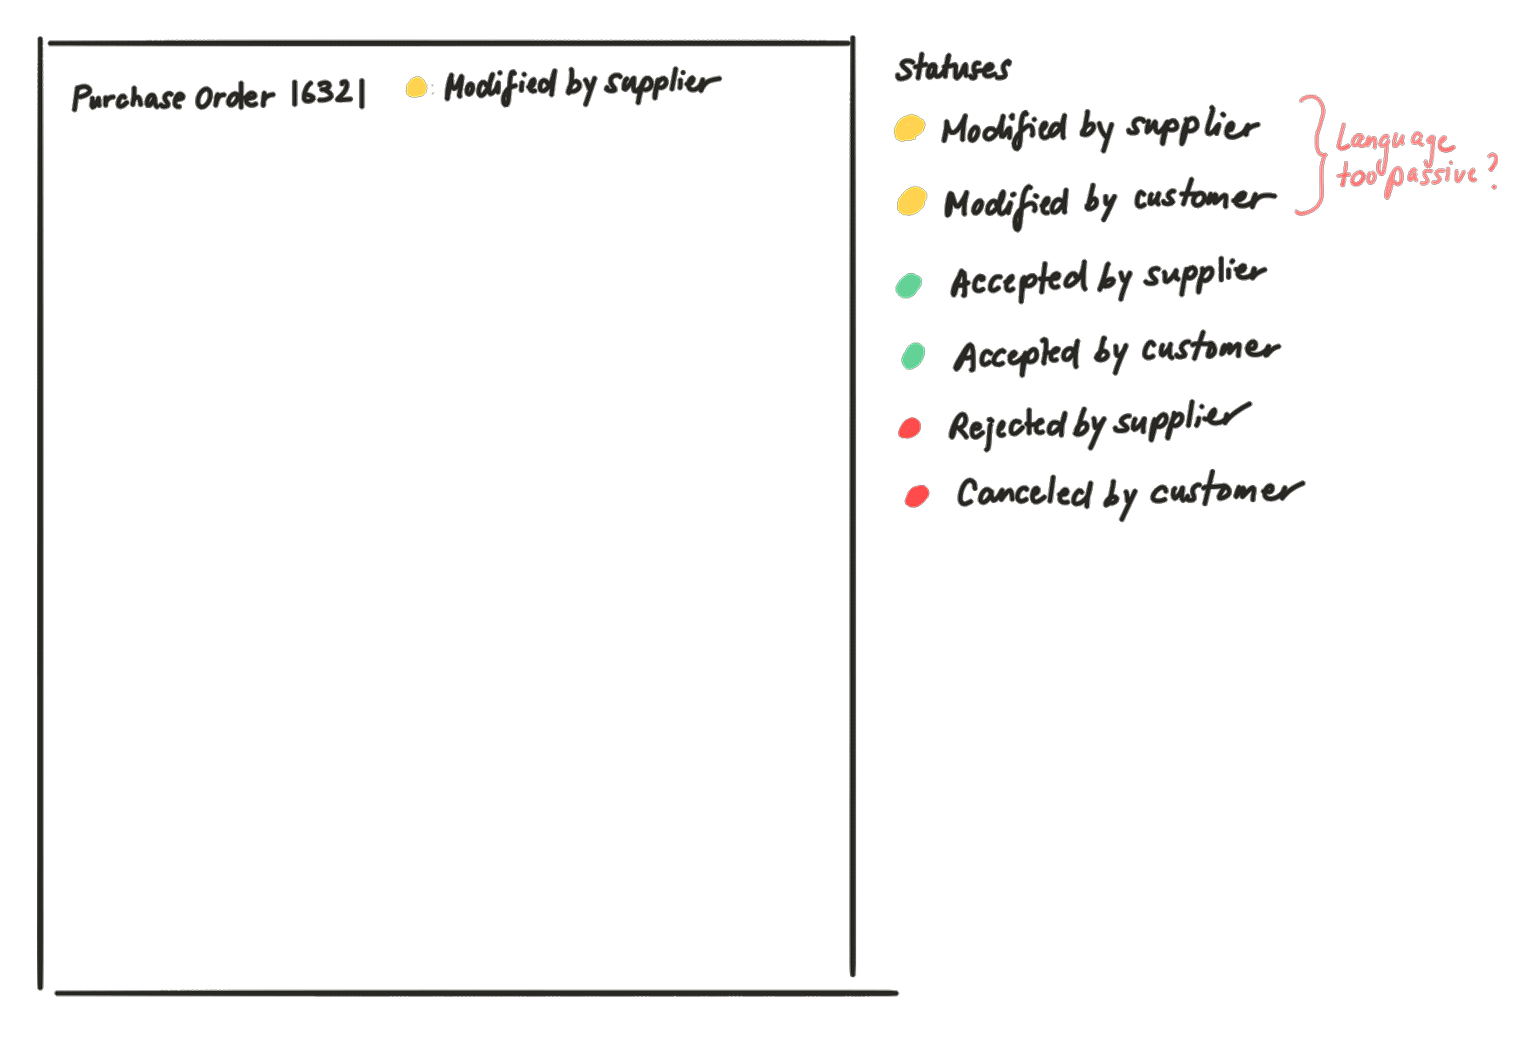 Purchase Order 16321
Modified by supplier
Statuses
Modified by supplier
Modified by customer
Language
too passive?
Accepted by supplier
Accepted by customer
Rejected by supplier
Canceled by customer